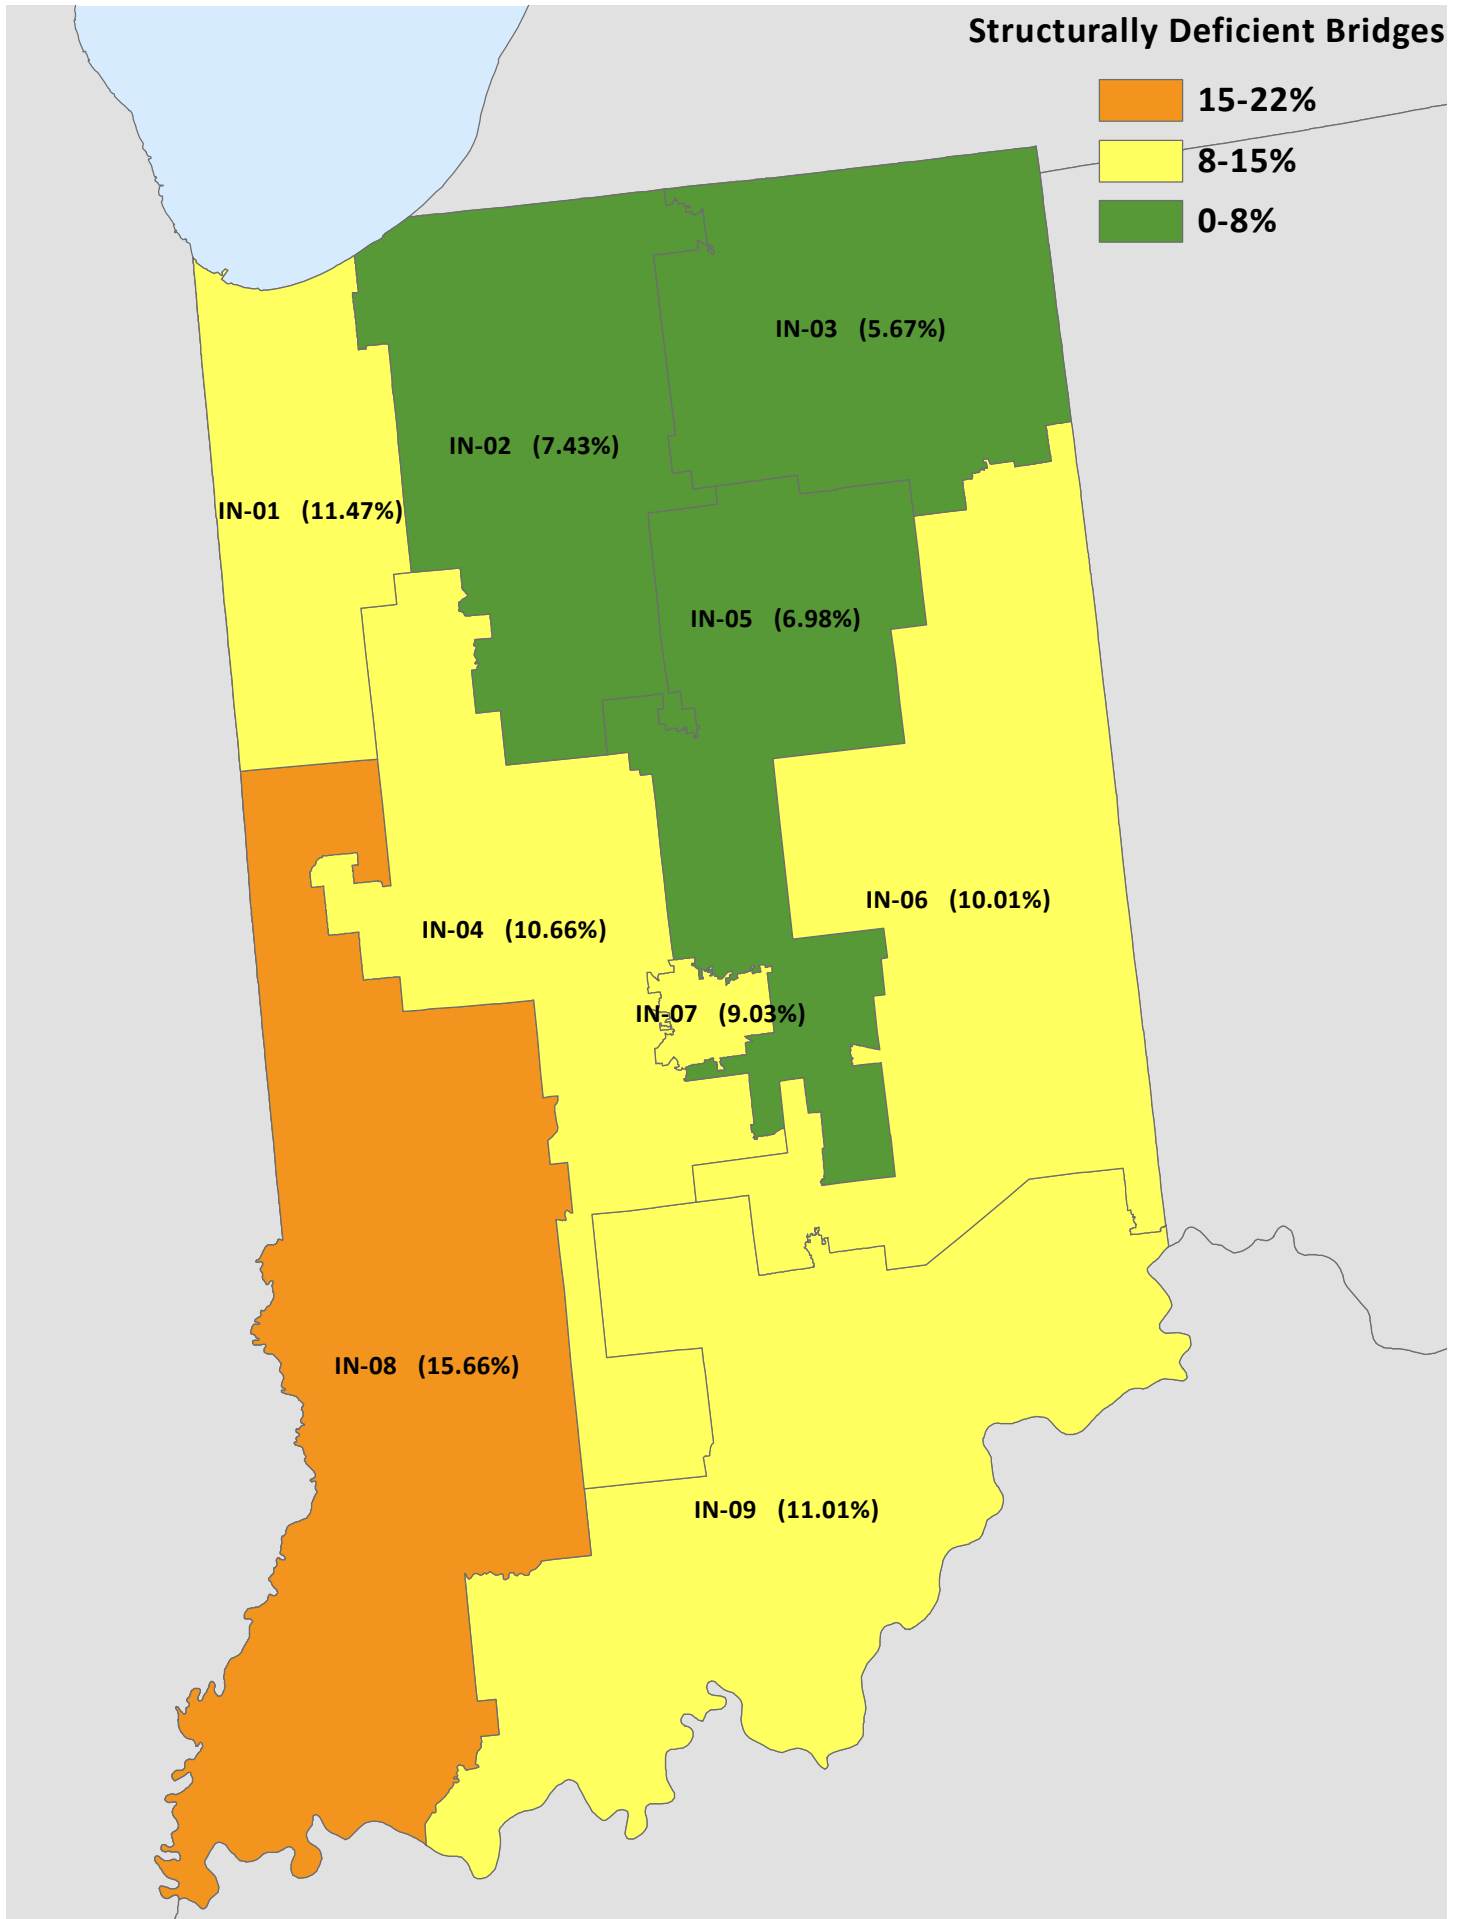 Structurally Deficient Bridges
15-22%
8-15%
0-8%
IN-03 (5.67%)
IN-02 (7.43%)
IN-01 (11.47%)
IN-05 (6.98%)
IN-06 (10.01%)
IN-04 (10.66%)
IN-07 (9.03%)
IN-08 (15.66%)
IN-09 (11.01%)